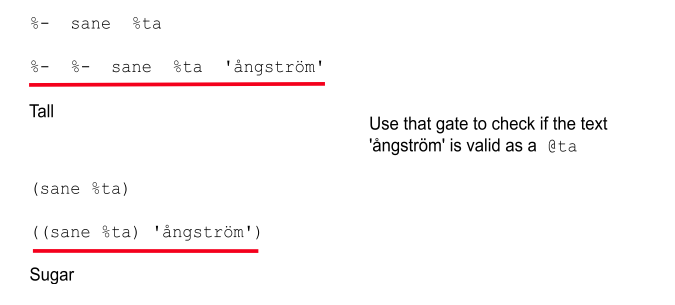 %-  sane  %ta
%-  %-  sane  %ta  'ångström'
Tall
Use that gate to check if the text
'ångström' is valid as a @ta
(sane %ta)
((sane %ta) 'ångström')
Sugar